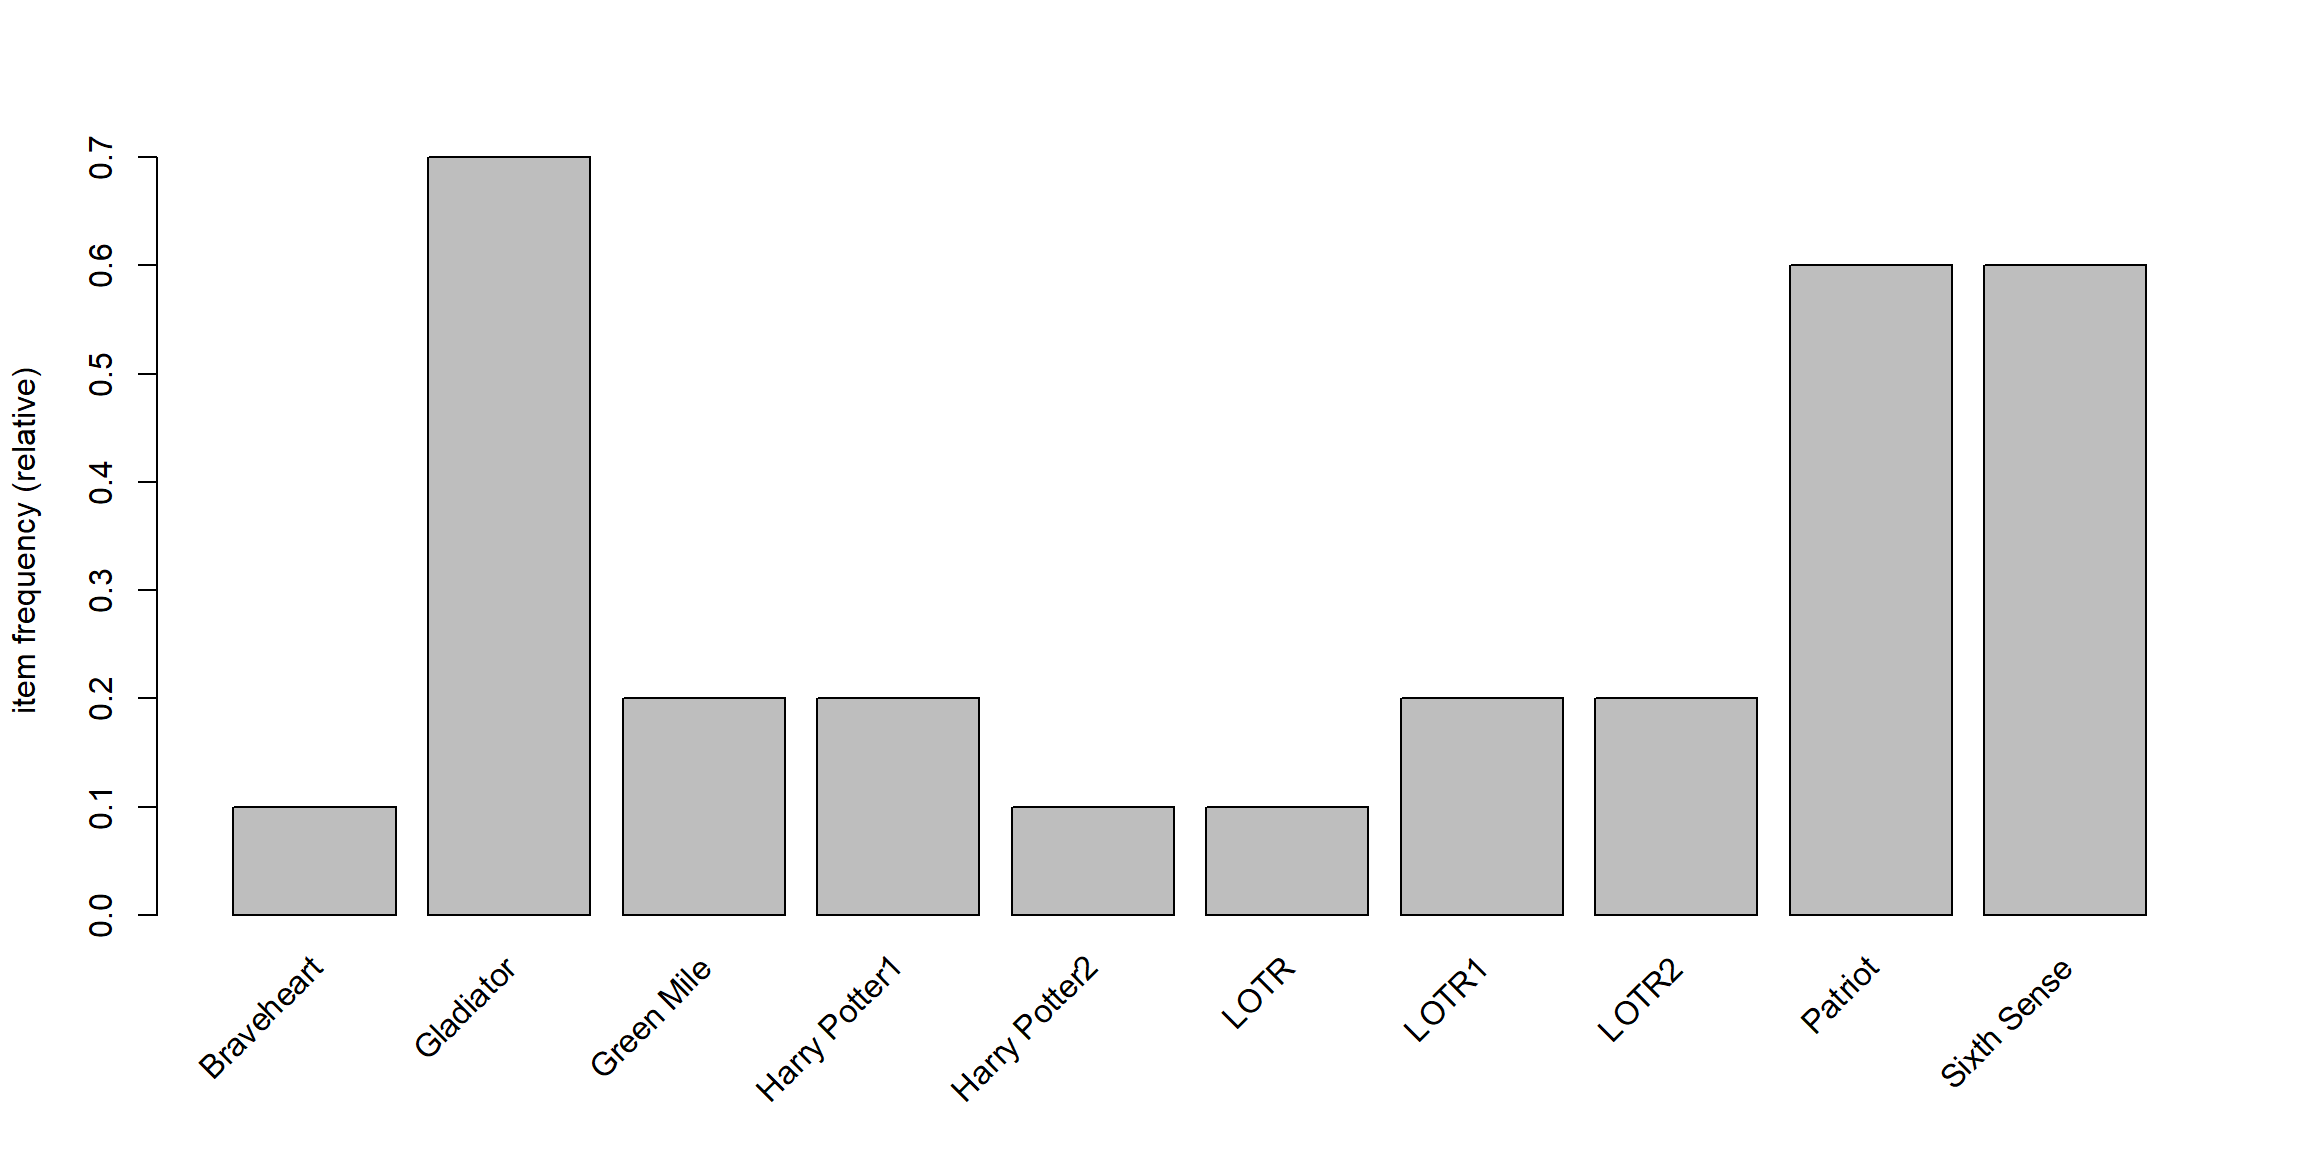 item frequency (relative)
0.7
0.6
0.5
0.4
0.3
0.2
0.1
0.0
Braveheart
Gladiator
Green Mile
Harry Potter1
Harry Potter2
LOTR
LOTR1
LOTR2
Patriot
Sixth Sense